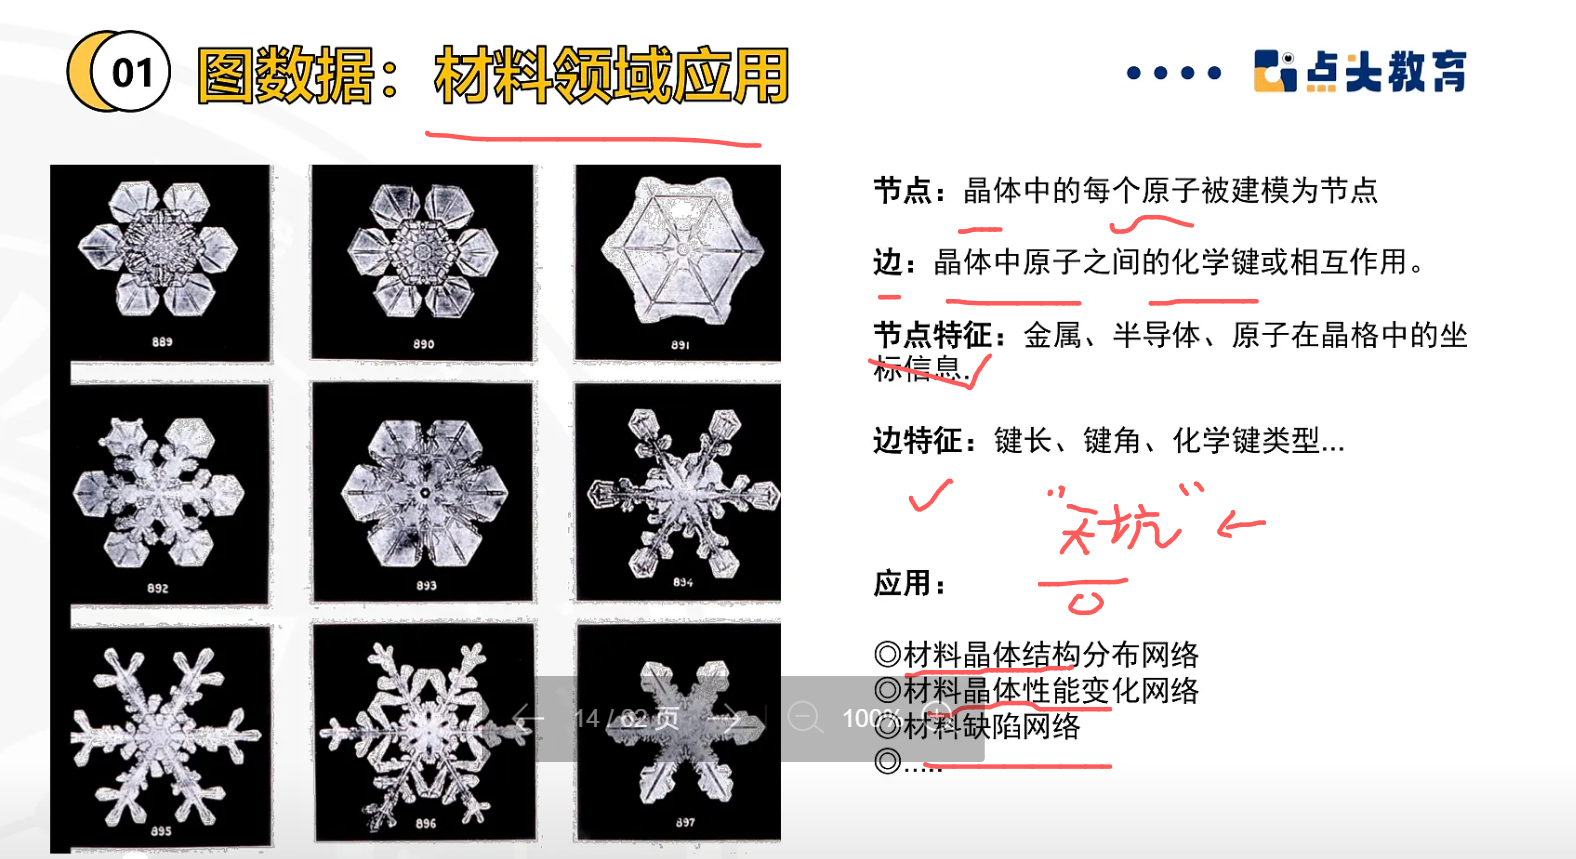 01
图数据：材料领域应用
点头教育
节点：晶体中的每个原子被建模为节点
边：晶体中原子之间的化学键或相互作用。
节点特征：金属、半导体、原子在晶格中的坐
标信息.
边特征：键长、键角、化学键类型...
"天坑"
应用：
◎材料晶体结构分布网络
◎材料晶体性能变化网络
◎材料缺陷网络
◎.....
889
890
891
892
893
894
895
896
897
14 / 62 页
100%